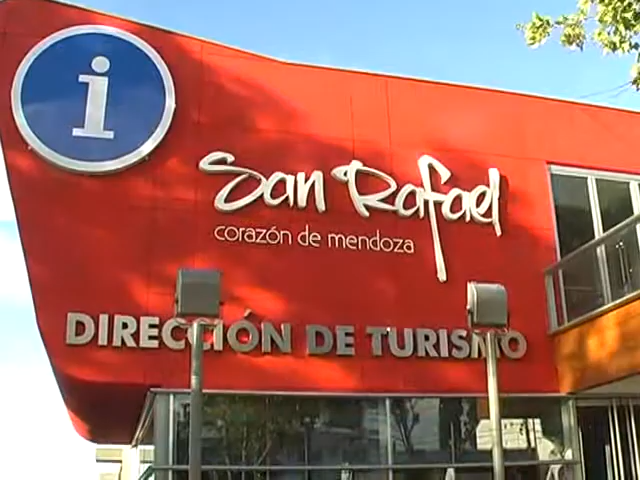 i
San Rafael
corazón de mendoza
DIRECCIÓN DE TURISMO